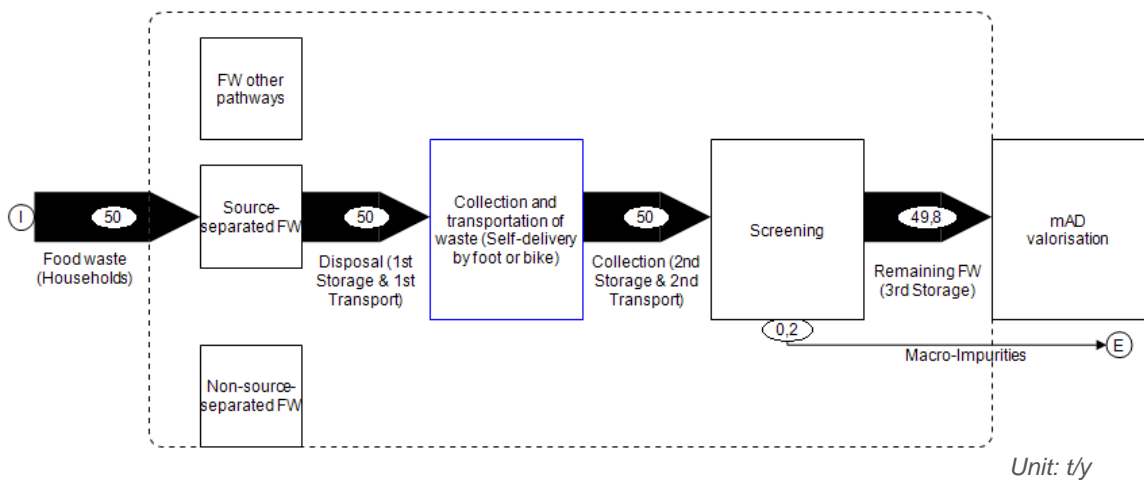 FW other
pathways
I
50
Food waste
(Households)
Source-
separated FW
50
Disposal (1st
Storage & 1st
Transport)
Collection and
transportation of
waste (Self-delivery
by foot or bike)
50
Collection (2nd
Storage & 2nd
Transport)
Screening
49,8
Remaining FW
(3rd Storage)
mAD
valorisation
0,2
Macro-Impurities
E
Non-source-
separated FW
Unit: t/y